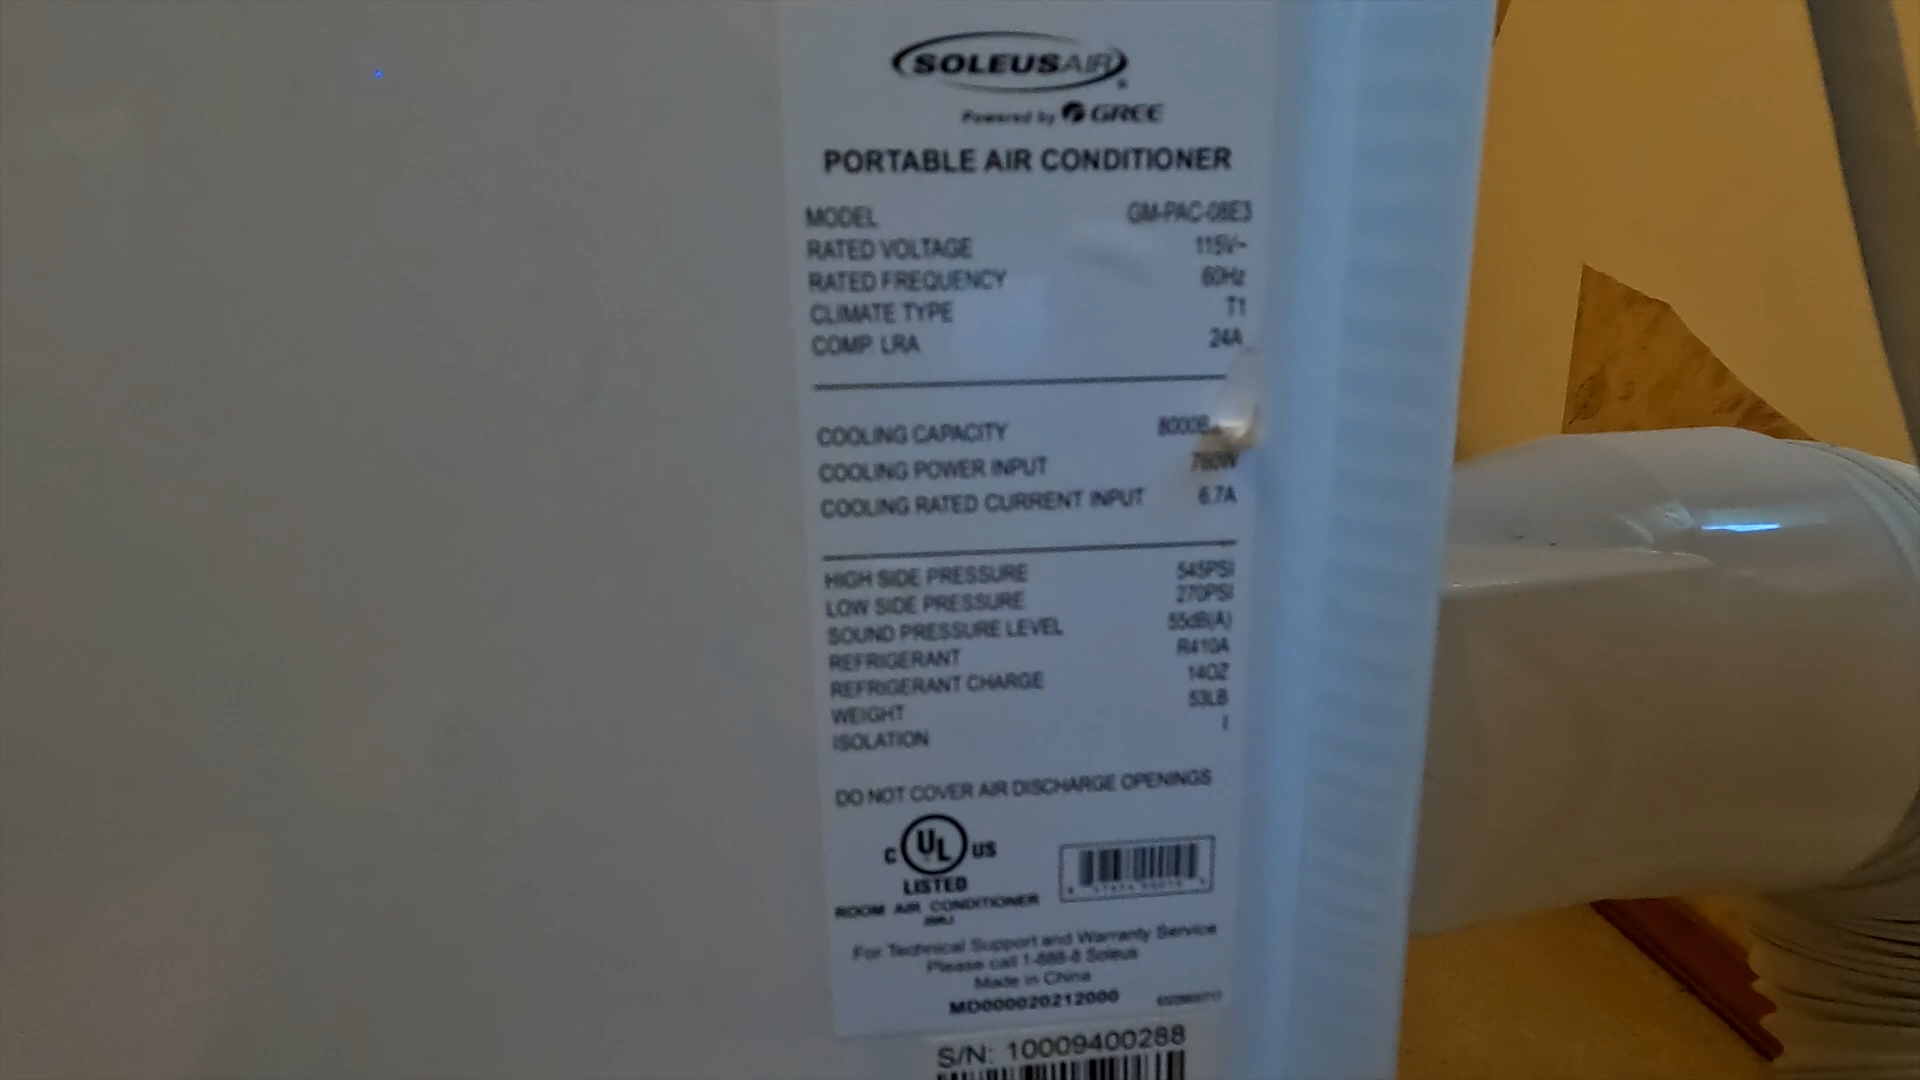 SOLEUSAIR®
Powered by GREE
PORTABLE AIR CONDITIONER
MODEL GM-PAC-08E3
RATED VOLTAGE 115V~
RATED FREQUENCY 60Hz
CLIMATE TYPE T1
COMP. LRA 24A
COOLING CAPACITY
COOLING POWER INPUT 760W
COOLING RATED CURRENT INPUT 6.7A
HIGH SIDE PRESSURE 545PSI
LOW SIDE PRESSURE 270PSI
SOUND PRESSURE LEVEL 55dB(A)
REFRIGERANT R410A
REFRIGERANT CHARGE 14OZ
WEIGHT 53LB
ISOLATION I
DO NOT COVER AIR DISCHARGE OPENINGS
C UL US
LISTED
ROOM AIR CONDITIONER
For Technical Support and Warranty Service
Please call 1-888-8 Soleus
Made in China
MD000020212000
S/N: 10009400288